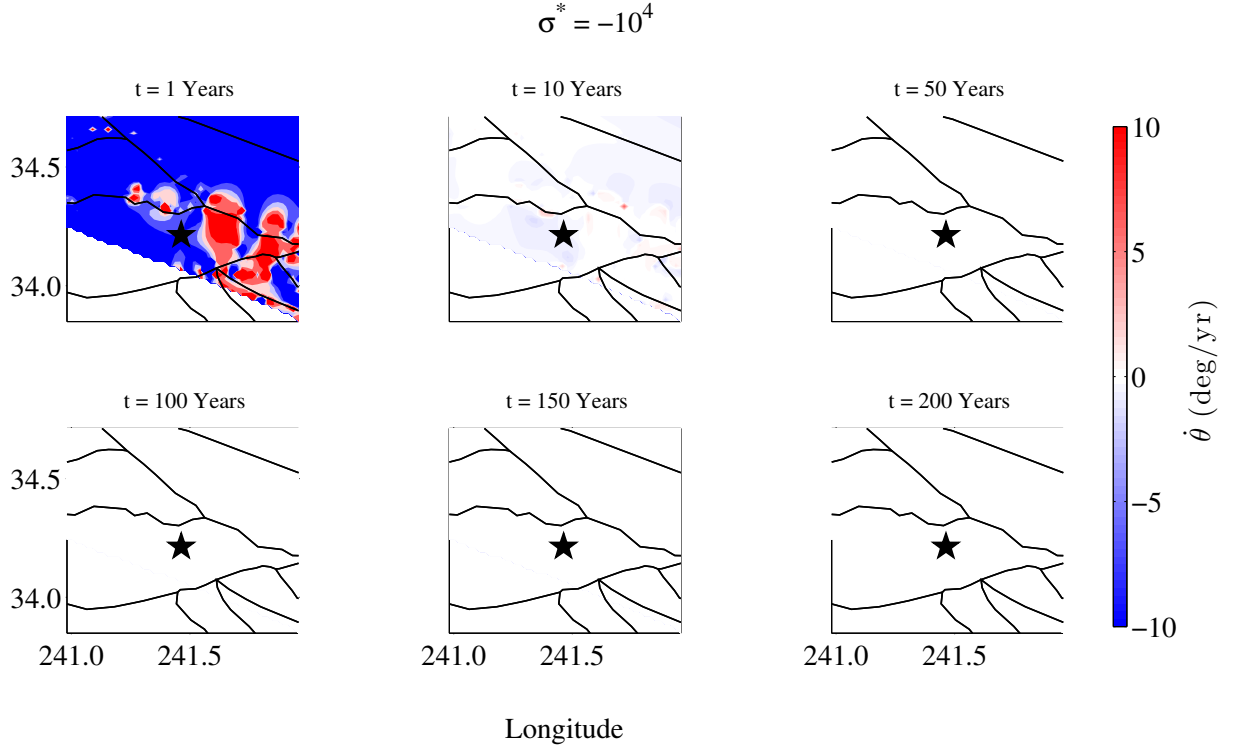 σ* = −10⁴
t = 1 Years
t = 10 Years
t = 50 Years
34.5
34.0
t = 100 Years
t = 150 Years
t = 200 Years
34.5
34.0
241.0
241.5
241.0
241.5
241.0
241.5
Longitude
10
5
0
−5
−10
θ̇ (deg/yr)